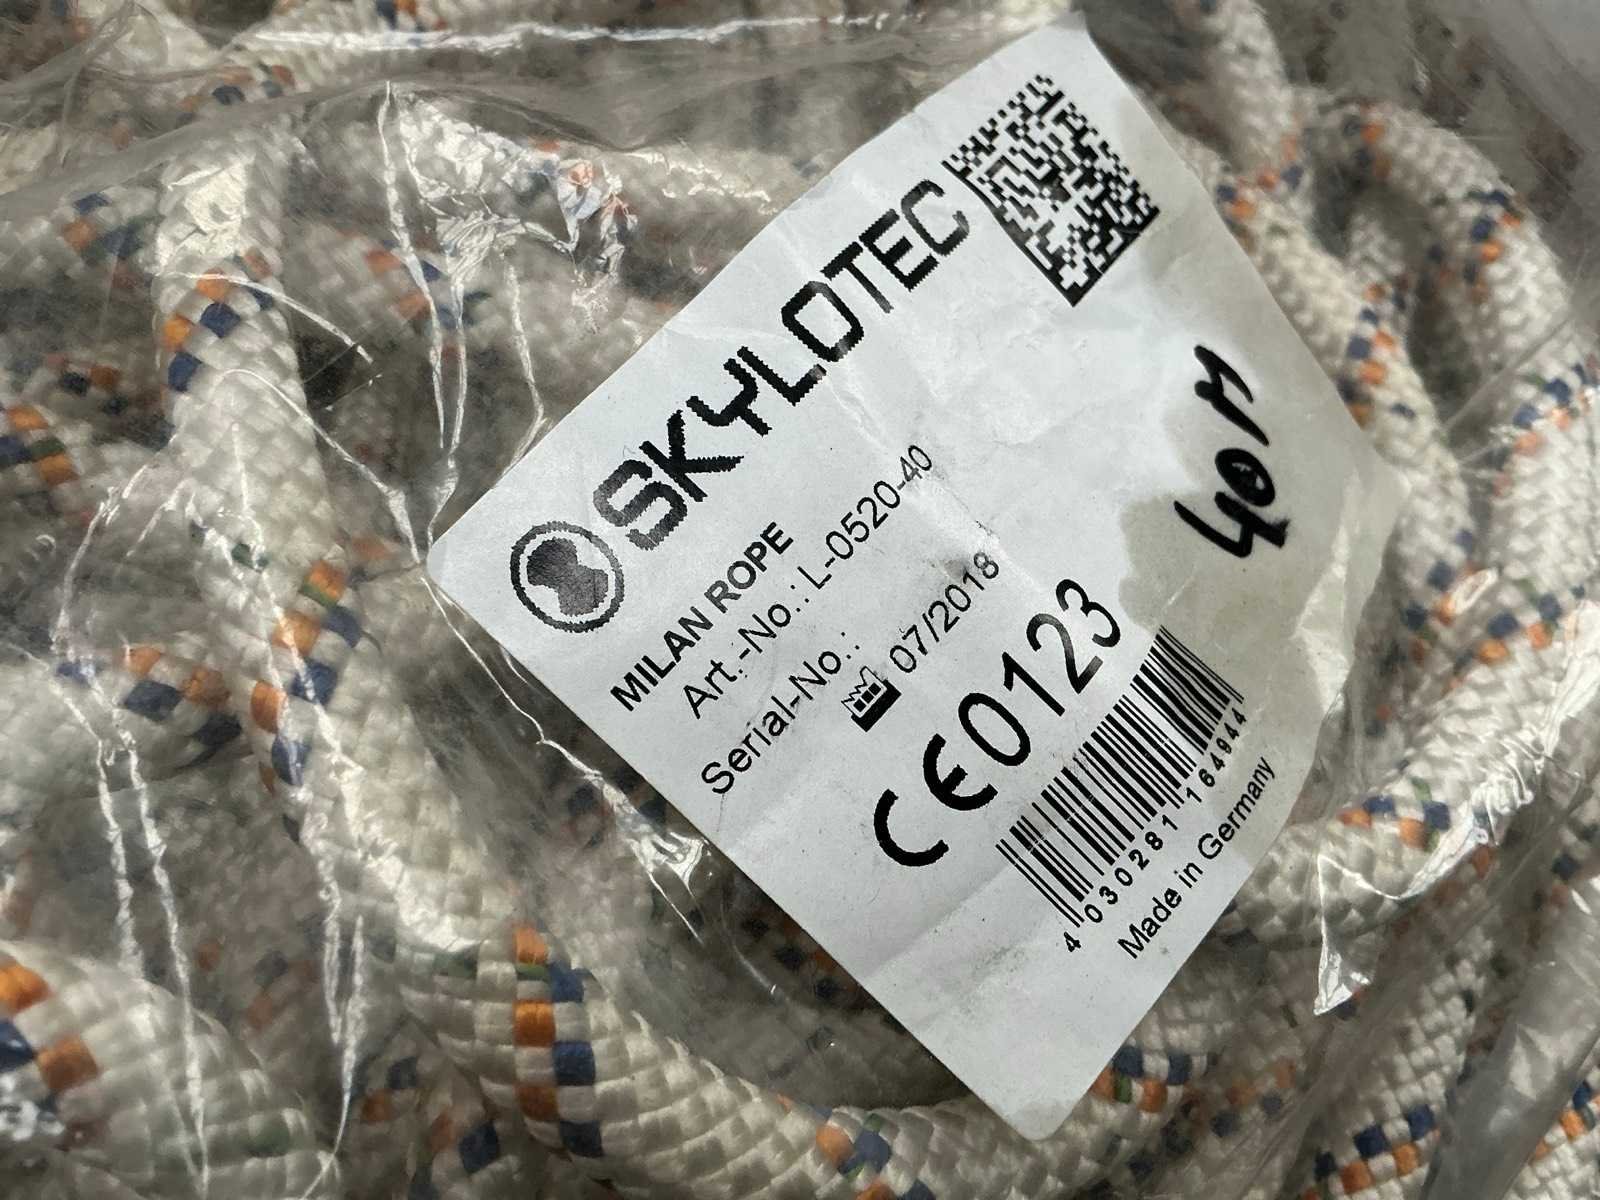 SKYLOTEC
MILAN ROPE
Art.-No.: L-0520-40
Serial-No.:
07/2018
CE0123
4 030281 164944
Made in Germany
40M